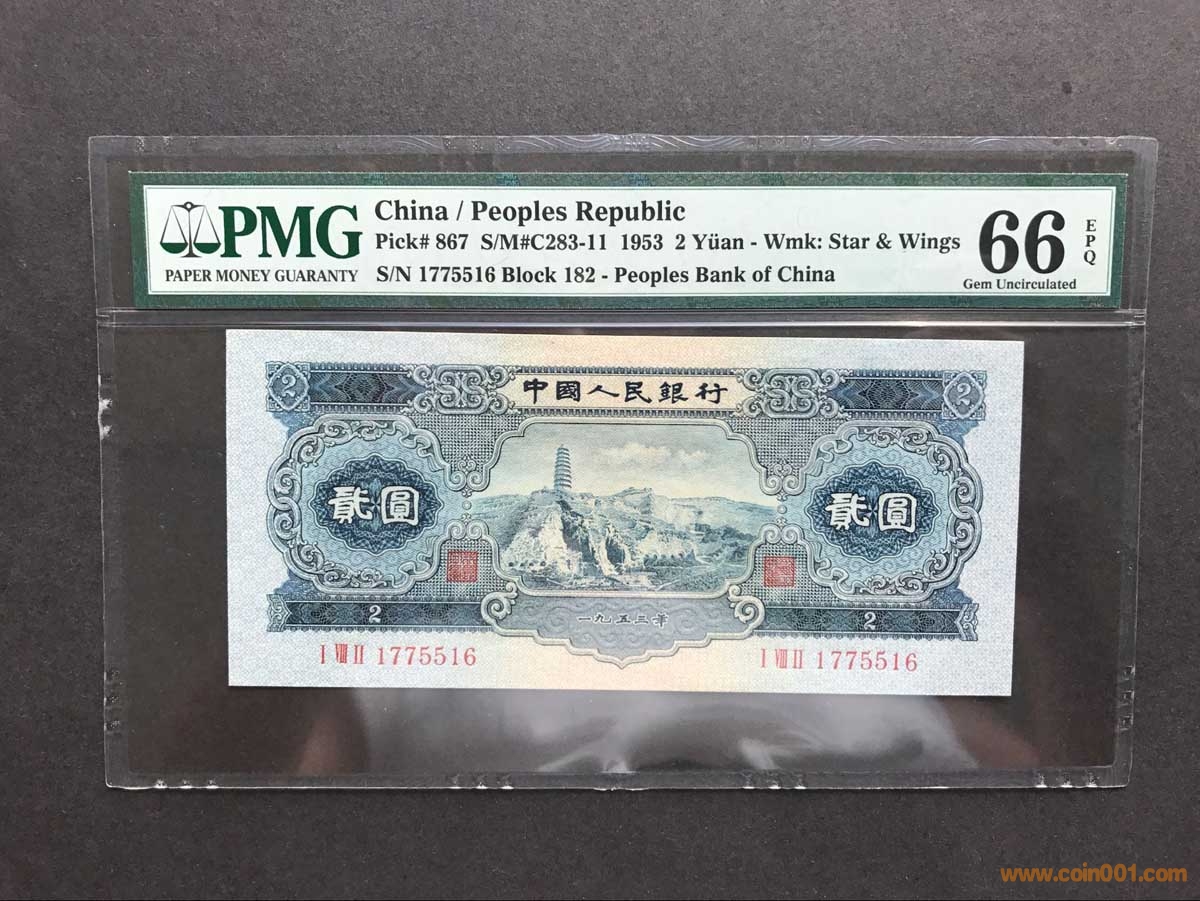 PMG
PAPER MONEY GUARANTY
China / Peoples Republic
Pick# 867 S/M#C283-11 1953 2 Yüan - Wmk: Star & Wings
S/N 1775516 Block 182 - Peoples Bank of China
66
EPQ
Gem Uncirculated
2 中國人民銀行 2
貳圓 貳圓
一九五三年
2 2
I VIII II 1775516 I VIII II 1775516
www.coin001.com